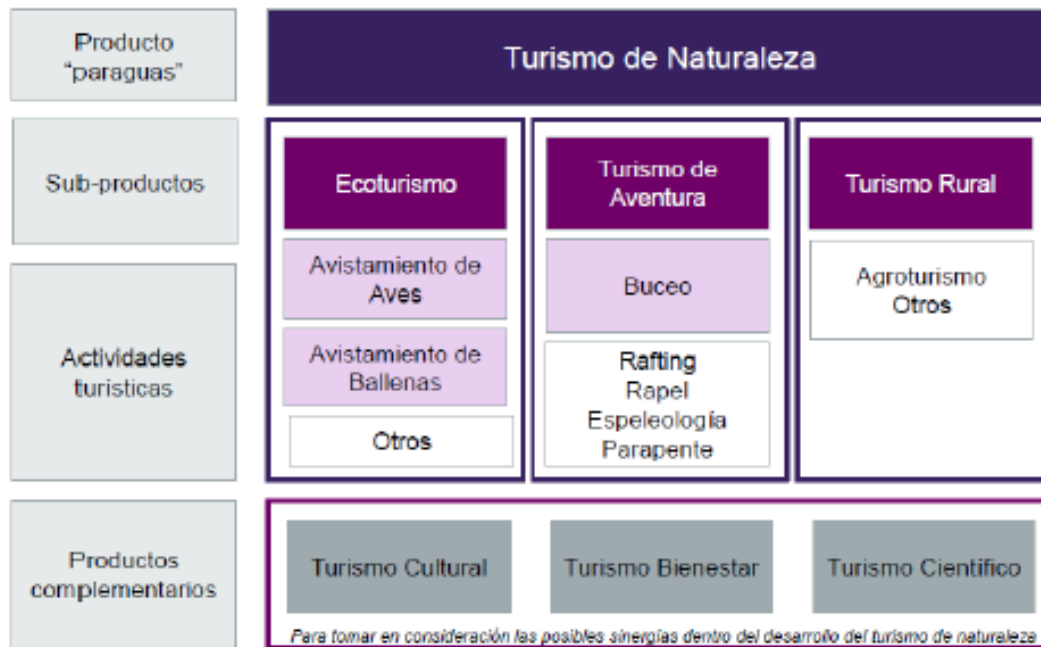 Producto
“paraguas”
Turismo de Naturaleza
Sub-productos
Ecoturismo
Turismo de
Aventura
Turismo Rural
Actividades
turísticas
Avistamiento de
Aves
Avistamiento de
Ballenas
Otros
Buceo
Rafting
Rapel
Espeleología
Parapente
Agroturismo
Otros
Productos
complementarios
Turismo Cultural
Turismo Bienestar
Turismo Científico
Para tomar en consideración las posibles sinergías dentro del desarrollo del turismo de naturaleza